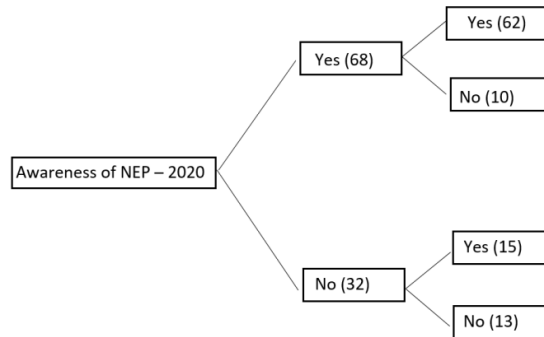 Yes (62)
Yes (68)
No (10)
Awareness of NEP – 2020
Yes (15)
No (32)
No (13)